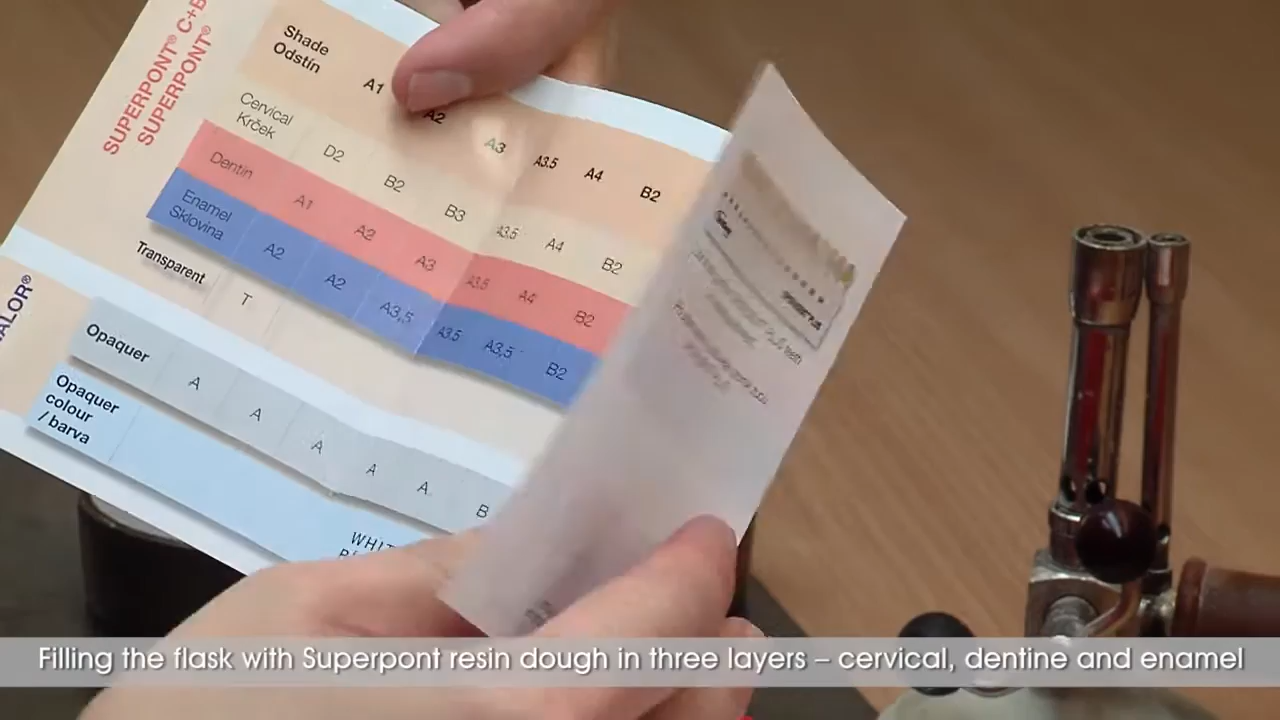 SUPERPONT® C+B
SUPERPONT®
Shade A1 A2 A3 A3.5 A4 B2
Odstín
Cervical D2 B2 B3 A3.5 A4 B2
Krček
Dentin A1 A2 A3 A3.5 A4 B2
Enamel A2 A2 A3,5 A3.5 A3,5 B2
Sklovina
Transparent T
ALOR®
Opaquer A A A A A B
Opaquer
colour
/ barva
WHIT
Filling the flask with Superpont resin dough in three layers – cervical, dentine and enamel